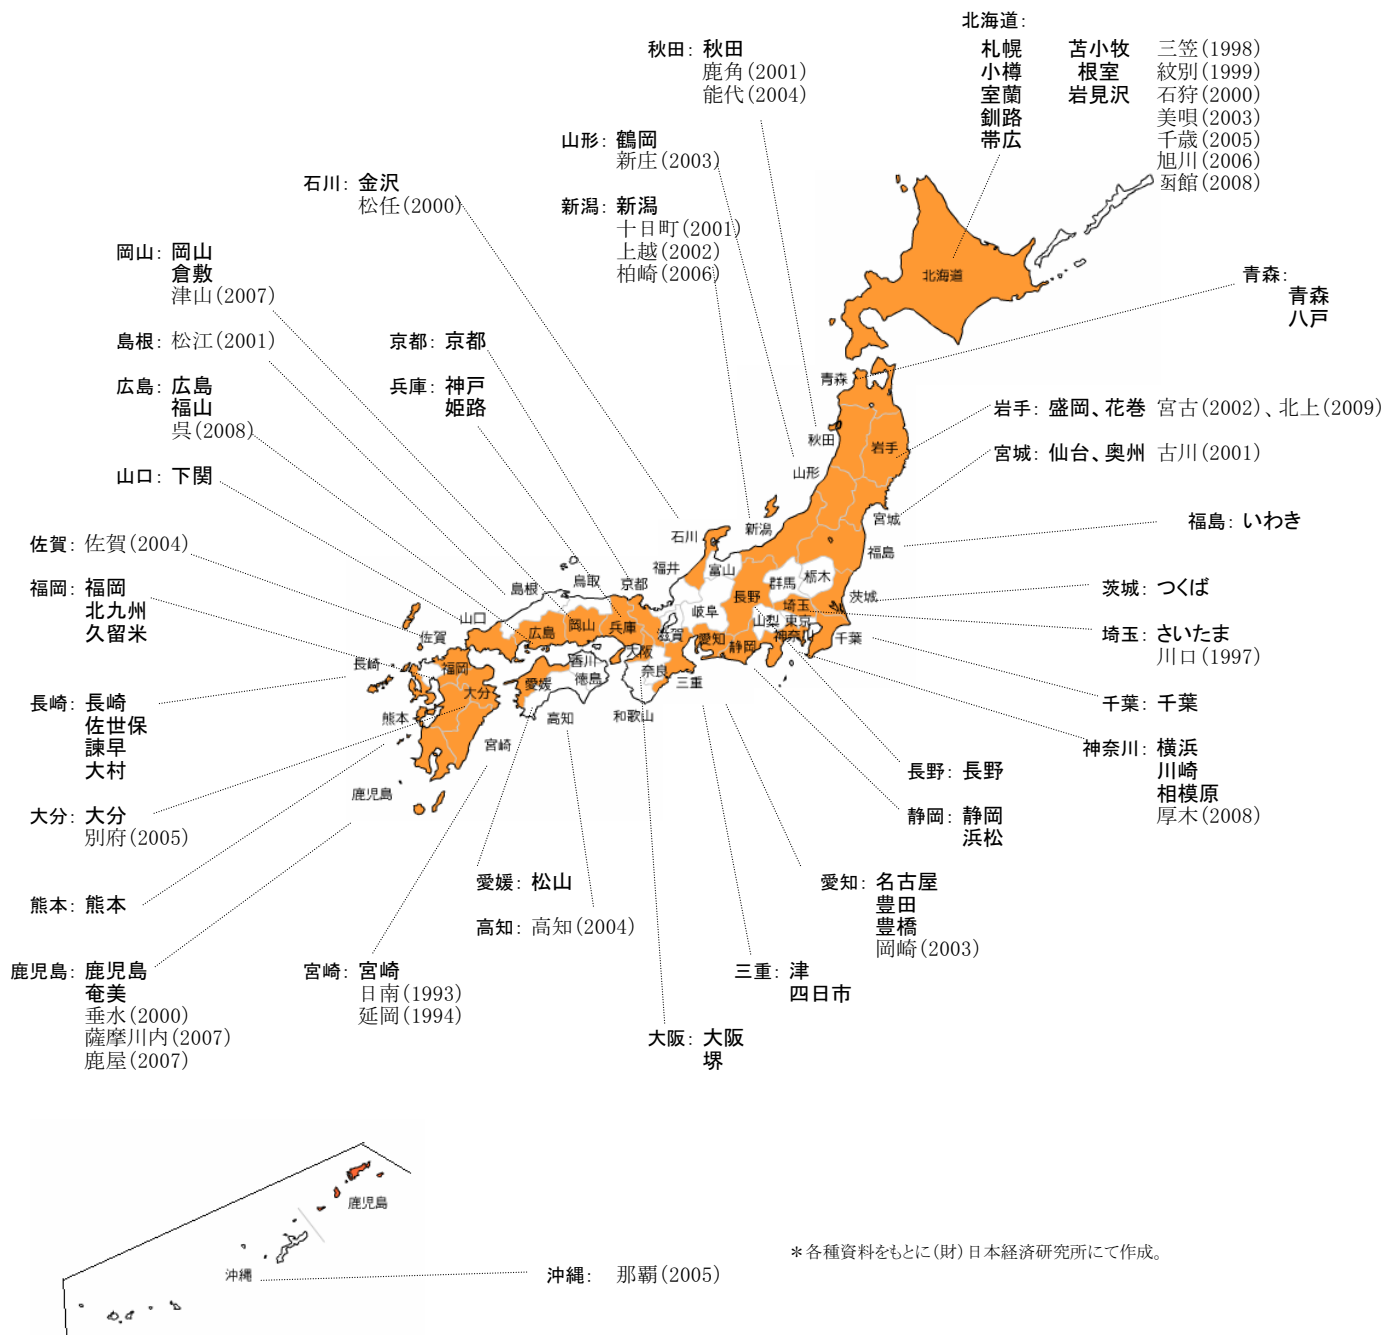 北海道:
札幌 苫小牧 三笠(1998)
小樽 根室 紋別(1999)
室蘭 岩見沢 石狩(2000)
釧路 美唄(2003)
帯広 千歳(2005)
旭川(2006)
函館(2008)
秋田: 秋田
鹿角(2001)
能代(2004)
山形: 鶴岡
新庄(2003)
石川: 金沢
松任(2000)
新潟: 新潟
十日町(2001)
上越(2002)
柏崎(2006)
岡山: 岡山
倉敷
津山(2007)
島根: 松江(2001)
京都: 京都
広島: 広島
福山
呉(2008)
兵庫: 神戸
姫路
山口: 下関
佐賀: 佐賀(2004)
福岡: 福岡
北九州
久留米
長崎: 長崎
佐世保
諫早
大村
大分: 大分
別府(2005)
熊本: 熊本
鹿児島: 鹿児島
奄美
垂水(2000)
薩摩川内(2007)
鹿屋(2007)
宮崎: 宮崎
日南(1993)
延岡(1994)
愛媛: 松山
高知: 高知(2004)
大阪: 大阪
堺
三重: 津
四日市
愛知: 名古屋
豊田
豊橋
岡崎(2003)
静岡: 静岡
浜松
長野: 長野
青森:
青森
八戸
岩手: 盛岡、花巻 宮古(2002)、北上(2009)
宮城: 仙台、奥州 古川(2001)
福島: いわき
茨城: つくば
埼玉: さいたま
川口(1997)
千葉: 千葉
神奈川: 横浜
川崎
相模原
厚木(2008)
北海道
青森
秋田
岩手
山形
宮城
新潟
福島
石川
富山
福井
群馬
栃木
茨城
長野
埼玉
岐阜
山梨
東京
神奈川
千葉
愛知
静岡
滋賀
三重
京都
鳥取
島根
兵庫
岡山
広島
山口
大阪
奈良
和歌山
香川
徳島
愛媛
高知
佐賀
長崎
福岡
大分
熊本
宮崎
鹿児島
鹿児島
沖縄
沖縄: 那覇(2005)
*各種資料をもとに(財)日本経済研究所にて作成。